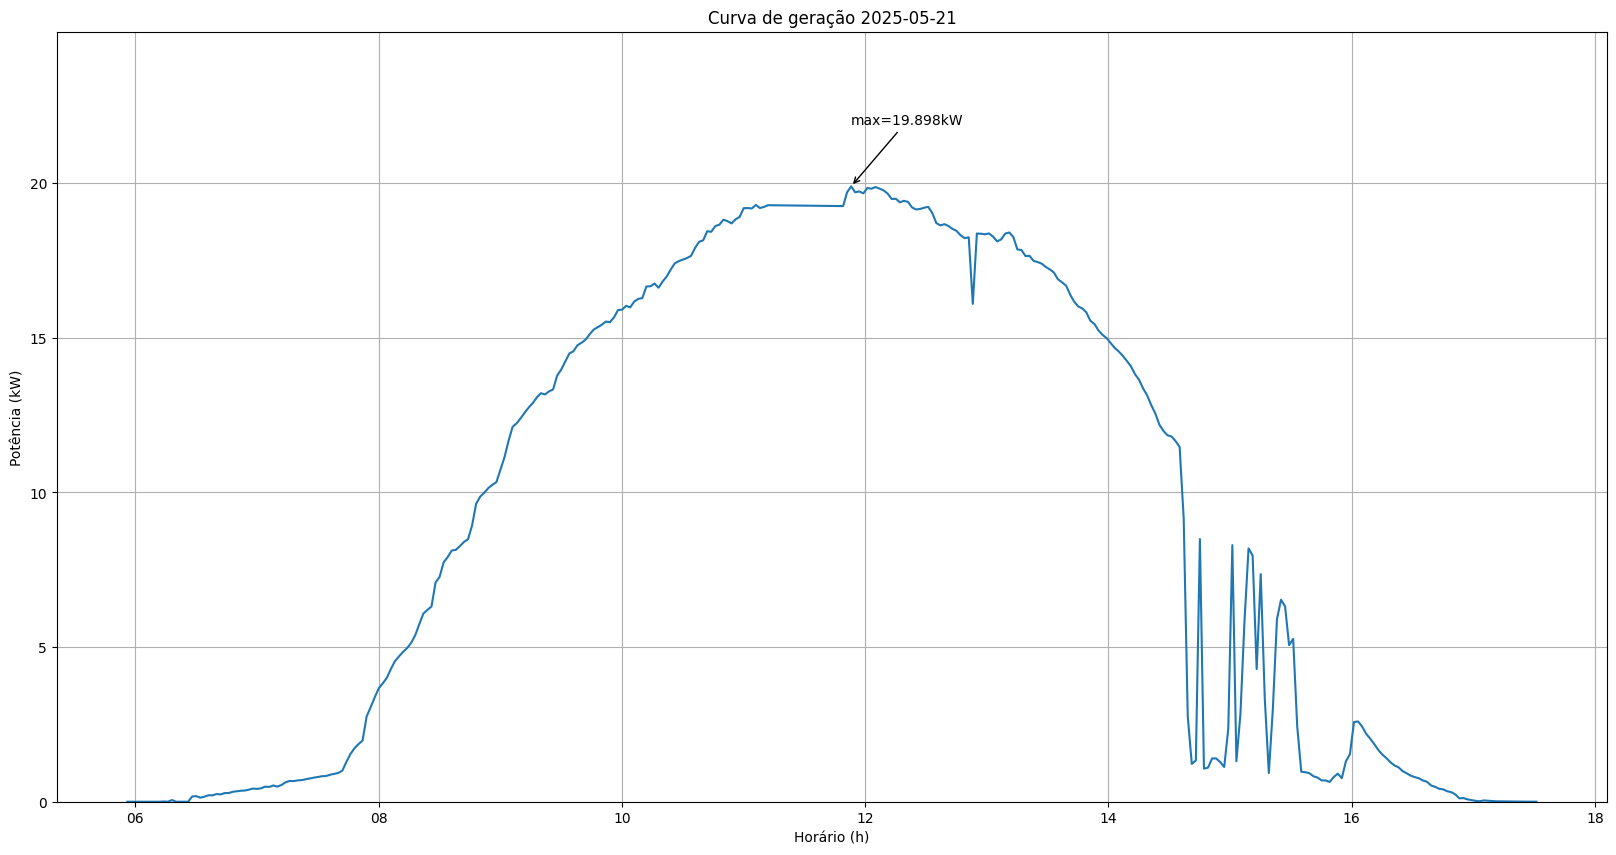 Curva de geração 2025-05-21
max=19.898kW
20
15
10
5
0
Potência (kW)
06 08 10 12 14 16 18
Horário (h)